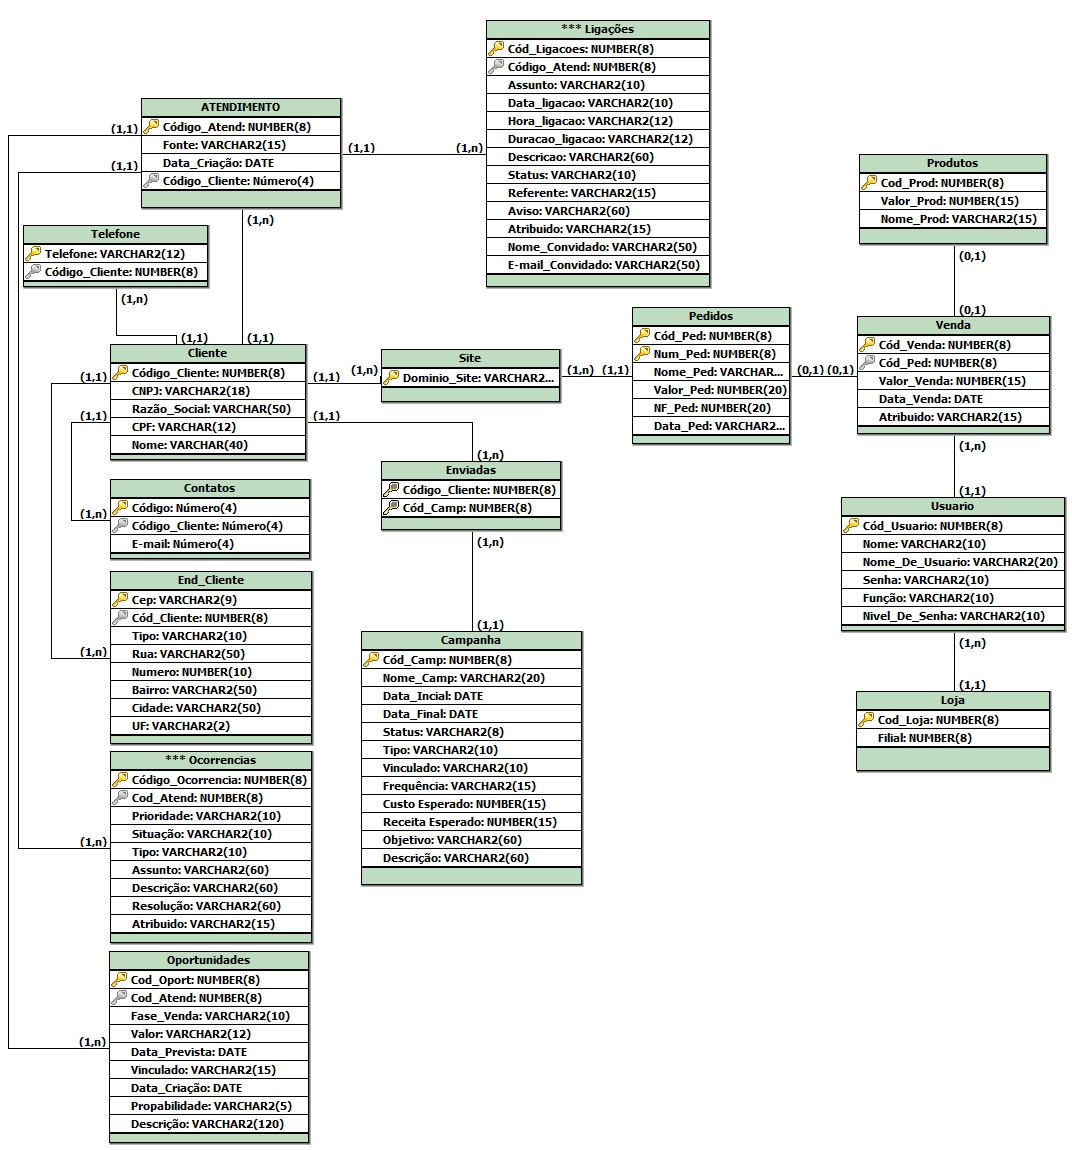 *** Ligações
Cód_Ligacoes: NUMBER(8)
Código_Atend: NUMBER(8)
Assunto: VARCHAR2(10)
Data_ligacao: VARCHAR2(10)
Hora_ligacao: VARCHAR2(12)
Duracao_ligacao: VARCHAR2(12)
Descricao: VARCHAR2(60)
Status: VARCHAR2(10)
Referente: VARCHAR2(15)
Aviso: VARCHAR2(60)
Atribuido: VARCHAR2(15)
Nome_Convidado: VARCHAR2(50)
E-mail_Convidado: VARCHAR2(50)
ATENDIMENTO
Código_Atend: NUMBER(8)
Fonte: VARCHAR2(15)
Data_Criação: DATE
Código_Cliente: Número(4)
(1,1)
(1,1)
(1,1)
(1,n)
(1,n)
Telefone
Telefone: VARCHAR2(12)
Código_Cliente: NUMBER(8)
(1,n)
(1,1)
(1,1)
Cliente
Código_Cliente: NUMBER(8)
CNPJ: VARCHAR2(18)
Razão_Social: VARCHAR(50)
CPF: VARCHAR(12)
Nome: VARCHAR(40)
(1,1)
(1,1)
(1,1)
(1,n)
(1,1)
Site
Dominio_Site: VARCHAR2...
(1,n)
(1,1)
Pedidos
Cód_Ped: NUMBER(8)
Num_Ped: NUMBER(8)
Nome_Ped: VARCHAR...
Valor_Ped: NUMBER(20)
NF_Ped: NUMBER(20)
Data_Ped: VARCHAR2...
(0,1)
(0,1)
Produtos
Cod_Prod: NUMBER(8)
Valor_Prod: NUMBER(15)
Nome_Prod: VARCHAR2(15)
(0,1)
(0,1)
Venda
Cód_Venda: NUMBER(8)
Cód_Ped: NUMBER(8)
Valor_Venda: NUMBER(15)
Data_Venda: DATE
Atribuido: VARCHAR2(15)
(1,n)
(1,1)
Usuario
Cód_Usuario: NUMBER(8)
Nome: VARCHAR2(10)
Nome_De_Usuario: VARCHAR2(20)
Senha: VARCHAR2(10)
Função: VARCHAR2(10)
Nivel_De_Senha: VARCHAR2(10)
(1,n)
(1,1)
Loja
Cod_Loja: NUMBER(8)
Filial: NUMBER(8)
(1,n)
Enviadas
Código_Cliente: NUMBER(8)
Cód_Camp: NUMBER(8)
(1,n)
(1,1)
Campanha
Cód_Camp: NUMBER(8)
Nome_Camp: VARCHAR2(20)
Data_Incial: DATE
Data_Final: DATE
Status: VARCHAR2(8)
Tipo: VARCHAR2(10)
Vinculado: VARCHAR2(10)
Frequência: VARCHAR2(15)
Custo Esperado: NUMBER(15)
Receita Esperado: NUMBER(15)
Objetivo: VARCHAR2(60)
Descrição: VARCHAR2(60)
Contatos
Código: Número(4)
Código_Cliente: Número(4)
E-mail: Número(4)
(1,n)
End_Cliente
Cep: VARCHAR2(9)
Cód_Cliente: NUMBER(8)
Tipo: VARCHAR2(10)
Rua: VARCHAR2(50)
Numero: NUMBER(10)
Bairro: VARCHAR2(50)
Cidade: VARCHAR2(50)
UF: VARCHAR2(2)
(1,n)
*** Ocorrencias
Código_Ocorrencia: NUMBER(8)
Cod_Atend: NUMBER(8)
Prioridade: VARCHAR2(10)
Situação: VARCHAR2(10)
Tipo: VARCHAR2(10)
Assunto: VARCHAR2(60)
Descrição: VARCHAR2(60)
Resolução: VARCHAR2(60)
Atribuido: VARCHAR2(15)
(1,n)
Oportunidades
Cod_Oport: NUMBER(8)
Cod_Atend: NUMBER(8)
Fase_Venda: VARCHAR2(10)
Valor: VARCHAR2(12)
Data_Prevista: DATE
Vinculado: VARCHAR2(15)
Data_Criação: DATE
Propabilidade: VARCHAR2(5)
Descrição: VARCHAR2(120)
(1,n)